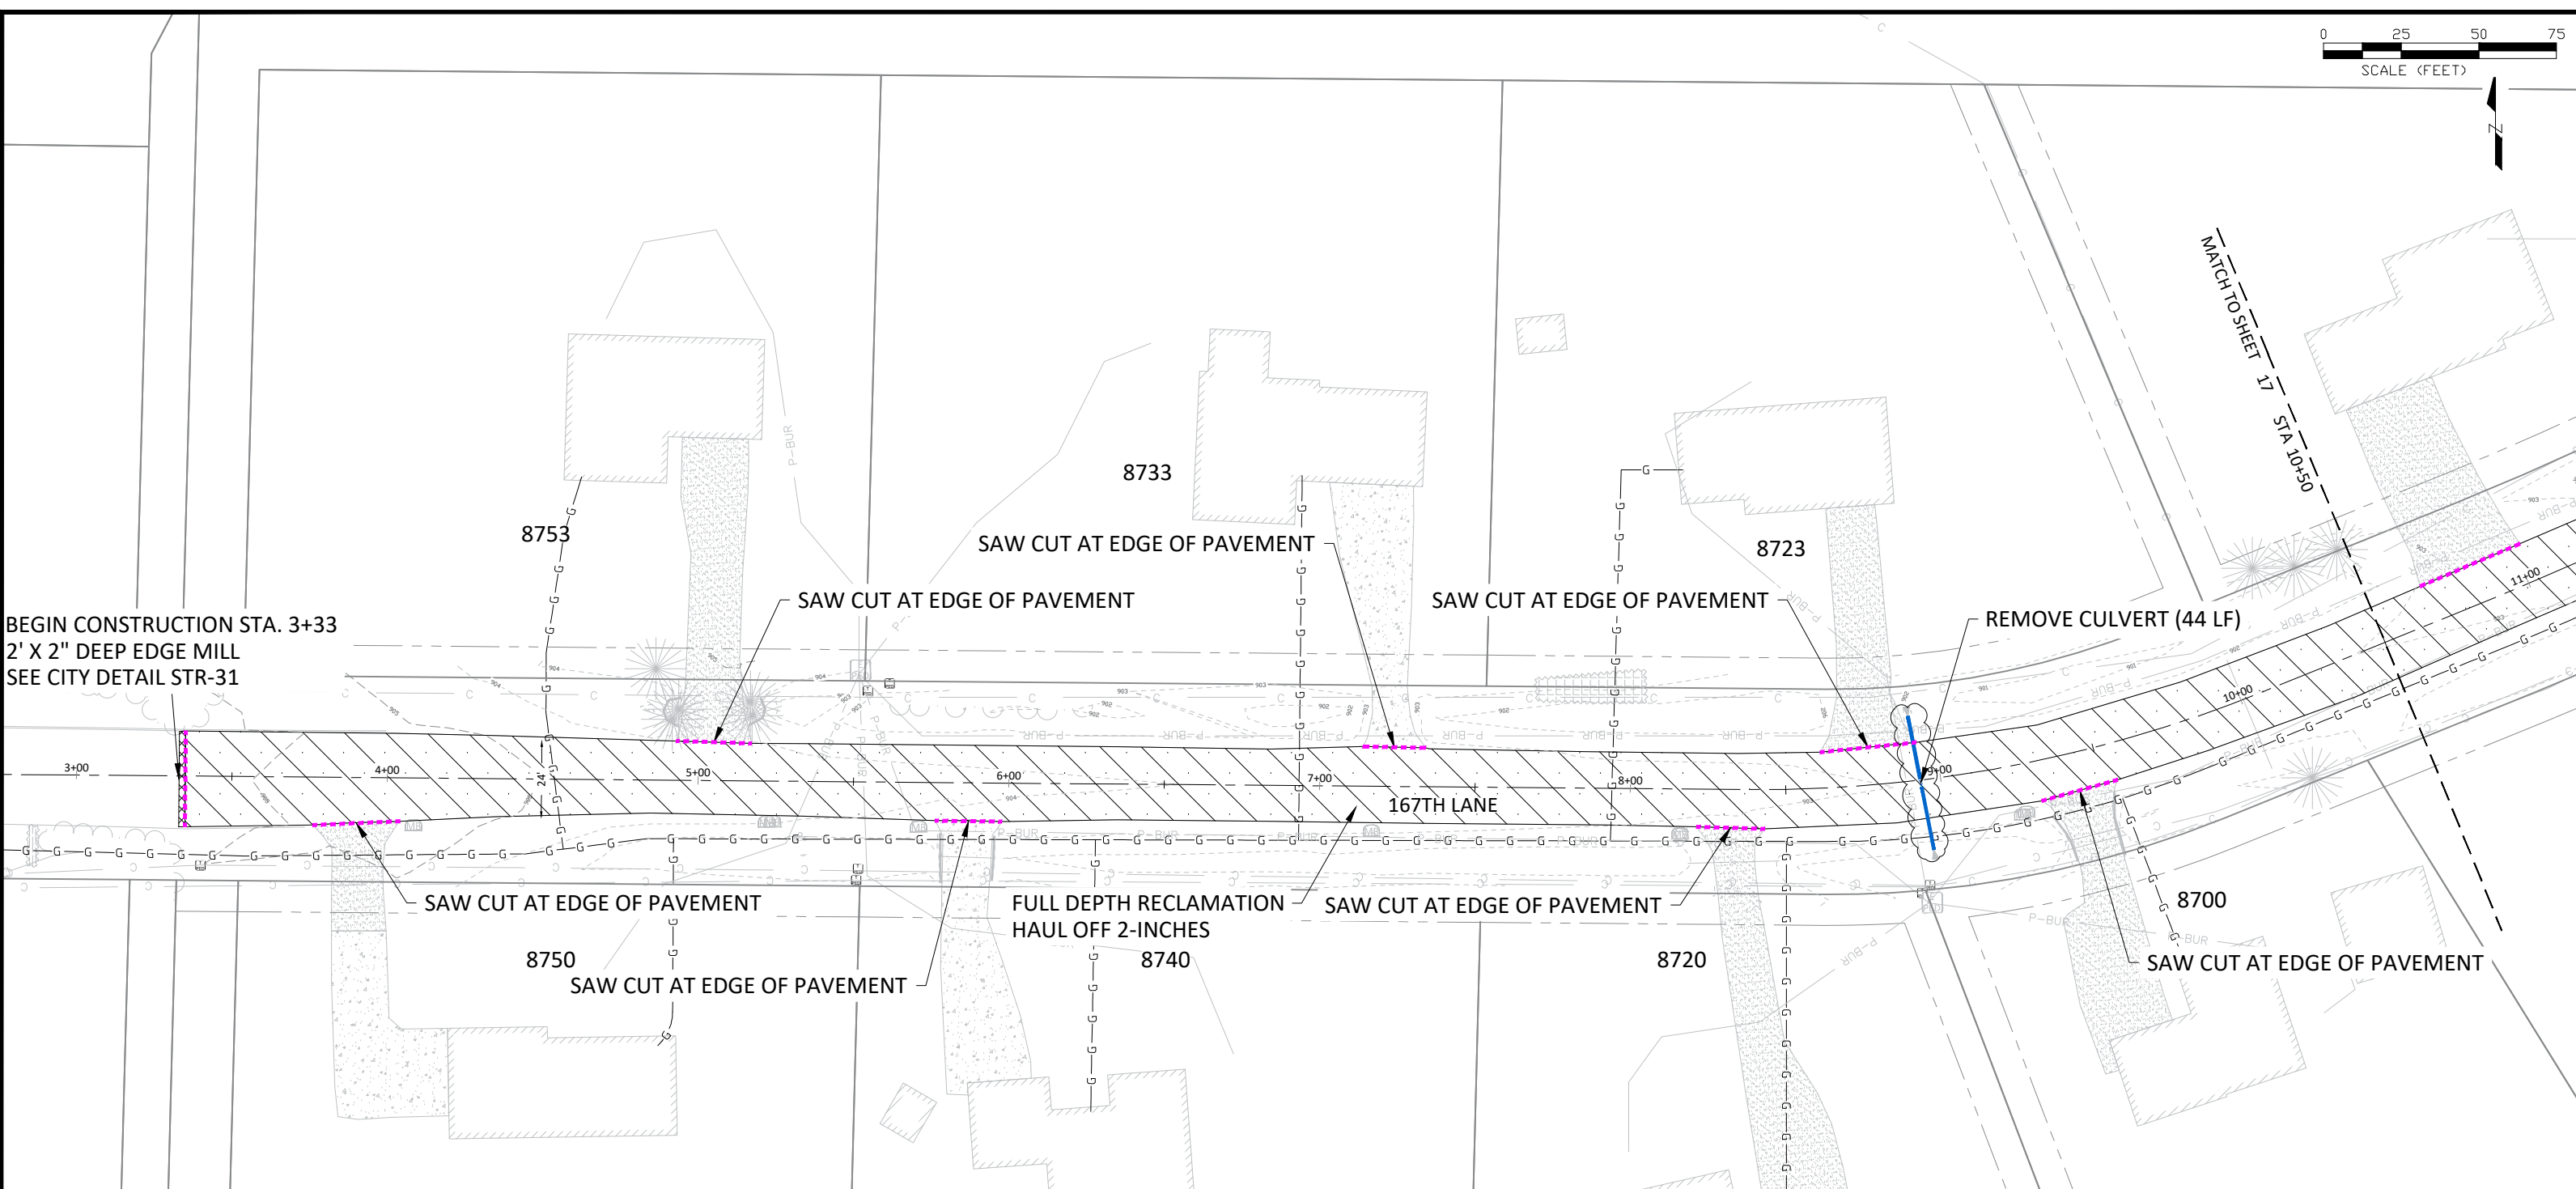 0 25 50 75
SCALE (FEET)
N
MATCH TO SHEET 17 STA 10+50
8733
8753
SAW CUT AT EDGE OF PAVEMENT
8723
SAW CUT AT EDGE OF PAVEMENT
SAW CUT AT EDGE OF PAVEMENT
BEGIN CONSTRUCTION STA. 3+33
2' X 2" DEEP EDGE MILL
SEE CITY DETAIL STR-31
REMOVE CULVERT (44 LF)
3+00
4+00
5+00
6+00
7+00
8+00
9+00
10+00
11+00
24'
167TH LANE
SAW CUT AT EDGE OF PAVEMENT
FULL DEPTH RECLAMATION
HAUL OFF 2-INCHES
SAW CUT AT EDGE OF PAVEMENT
8700
8750
SAW CUT AT EDGE OF PAVEMENT
8740
8720
SAW CUT AT EDGE OF PAVEMENT
P-BUR